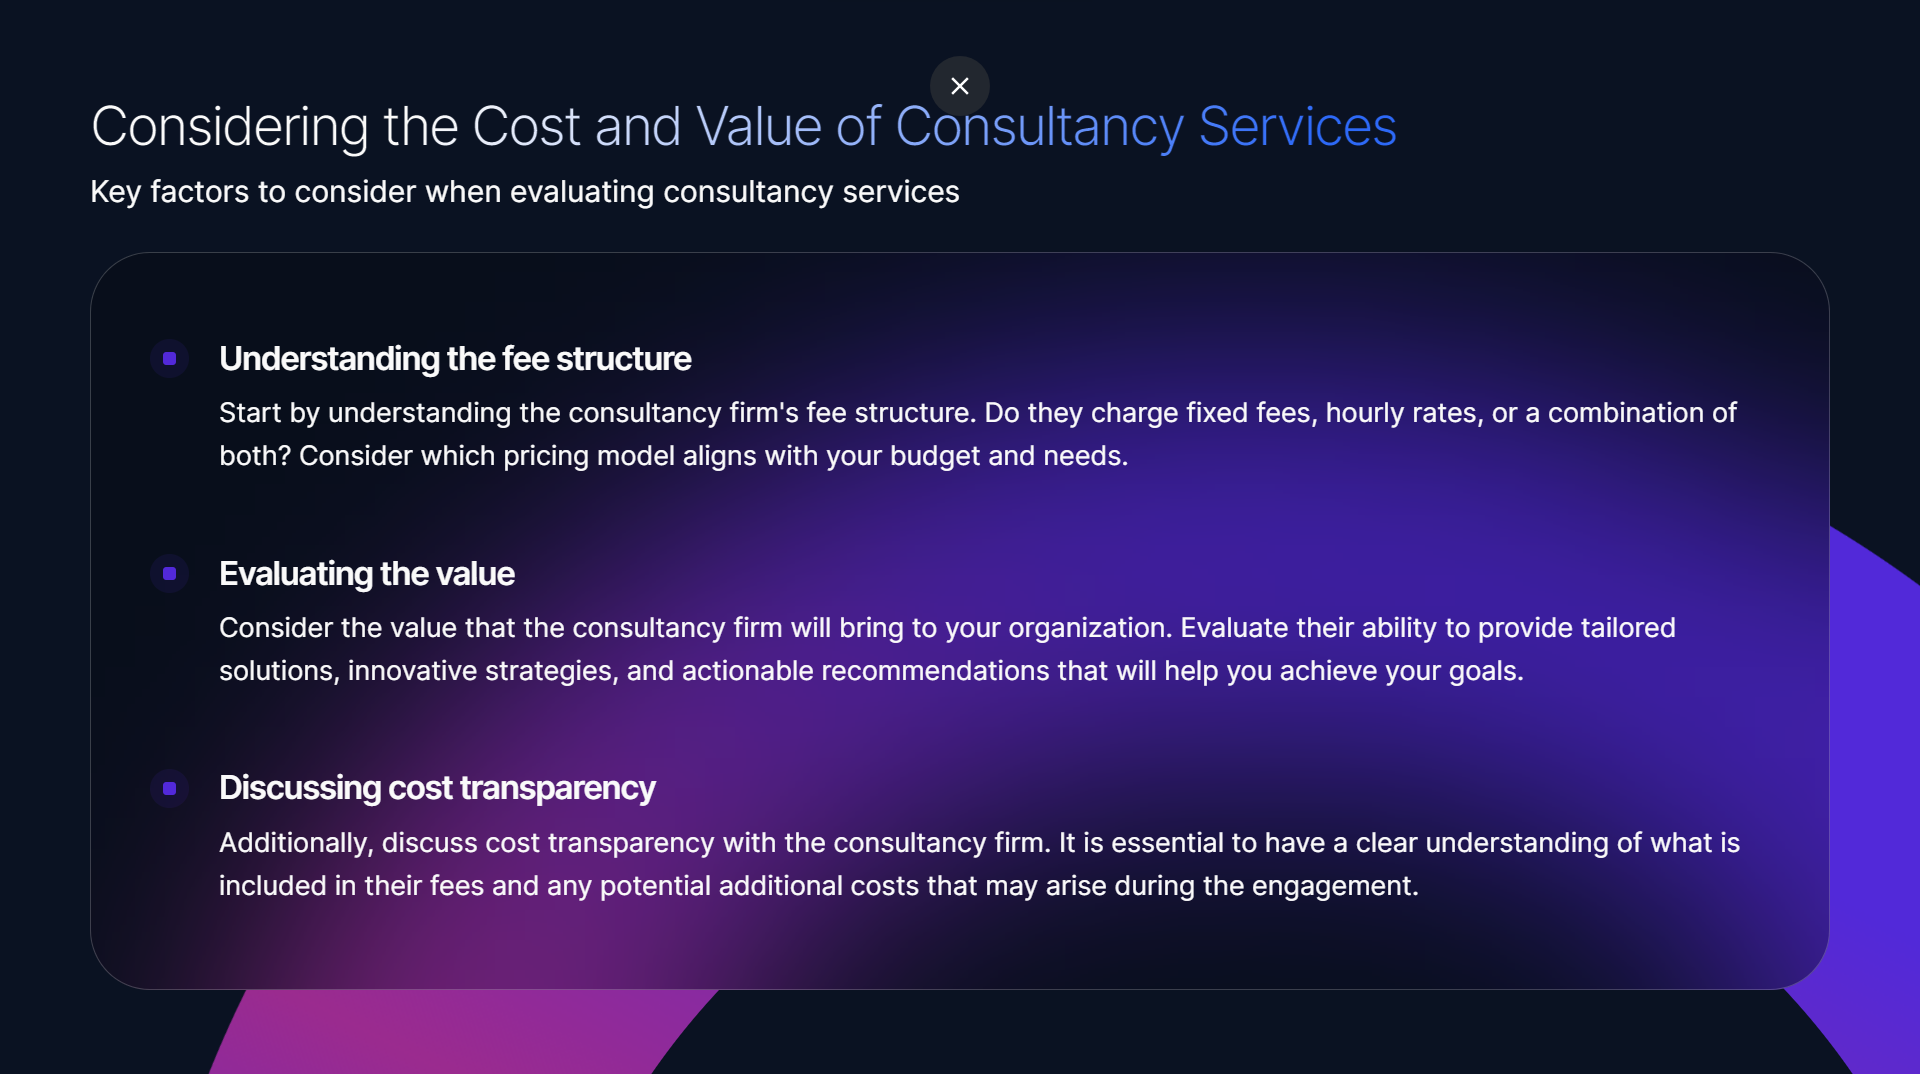 Considering the Cost and Value of Consultancy Services
Key factors to consider when evaluating consultancy services
Understanding the fee structure
Start by understanding the consultancy firm's fee structure. Do they charge fixed fees, hourly rates, or a combination of
both? Consider which pricing model aligns with your budget and needs.
Evaluating the value
Consider the value that the consultancy firm will bring to your organization. Evaluate their ability to provide tailored
solutions, innovative strategies, and actionable recommendations that will help you achieve your goals.
Discussing cost transparency
Additionally, discuss cost transparency with the consultancy firm. It is essential to have a clear understanding of what is
included in their fees and any potential additional costs that may arise during the engagement.